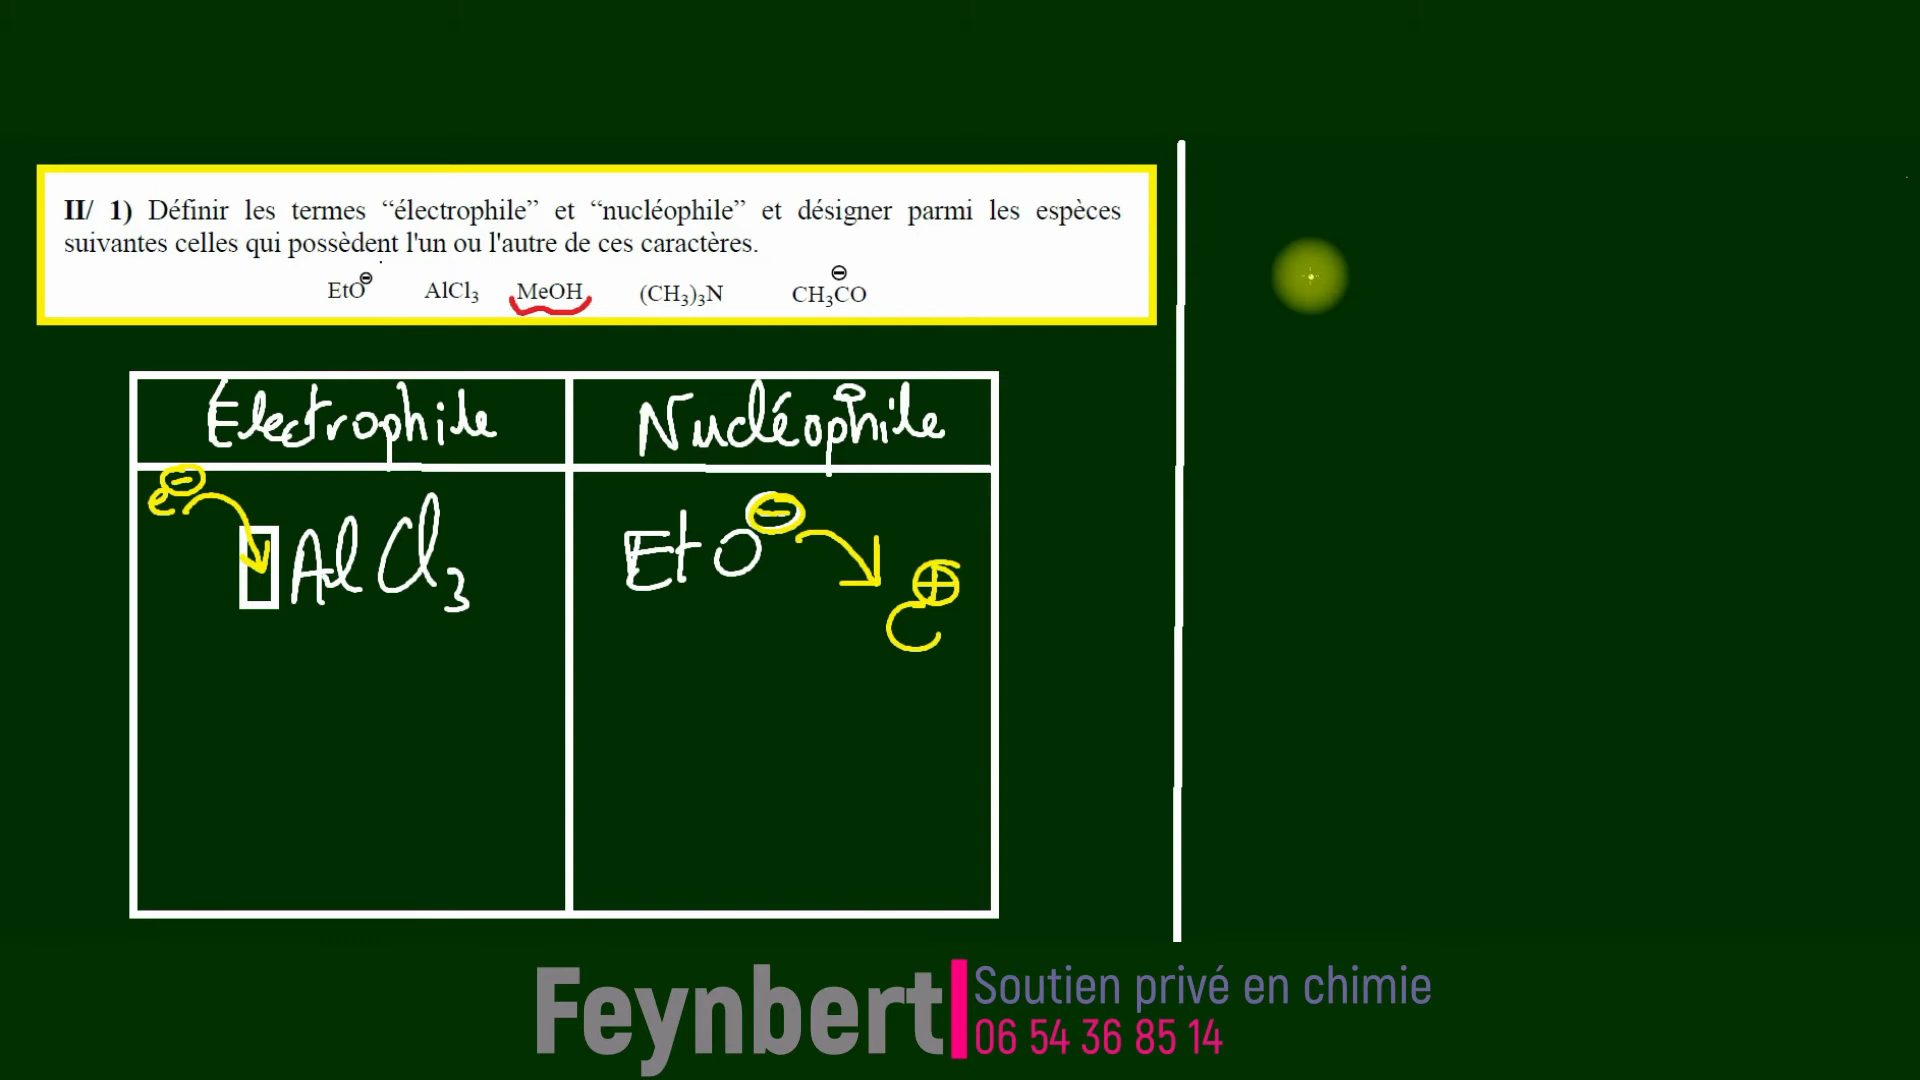 II/ 1) Définir les termes “électrophile” et “nucléophile” et désigner parmi les espèces
suivantes celles qui possèdent l'un ou l'autre de ces caractères.
EtO⊖ AlCl₃ MeOH (CH₃)₃N CH₃CO⊖
Électrophile Nucléophile
e⊖ AlCl₃ EtO⊖ C⊕
Feynbert
Soutien privé en chimie
06 54 36 85 14